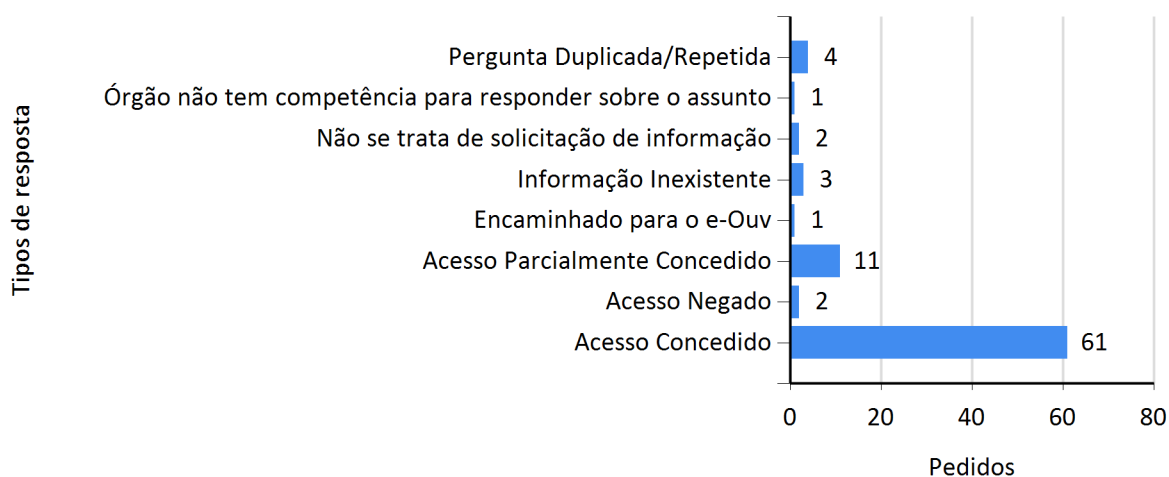 Tipos de resposta
Pergunta Duplicada/Repetida 4
Órgão não tem competência para responder sobre o assunto 1
Não se trata de solicitação de informação 2
Informação Inexistente 3
Encaminhado para o e-Ouv 1
Acesso Parcialmente Concedido 11
Acesso Negado 2
Acesso Concedido 61
0 20 40 60 80
Pedidos